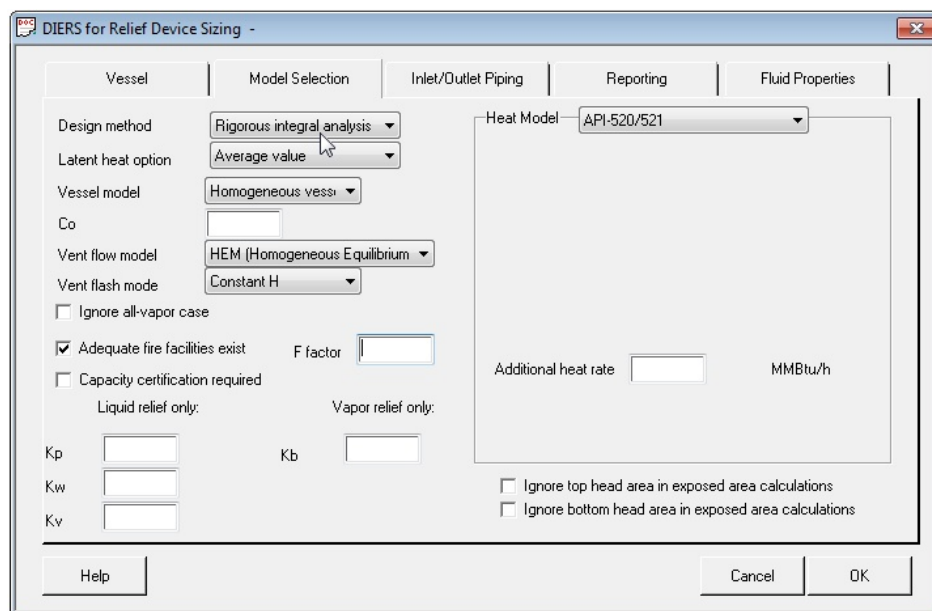 DIERS for Relief Device Sizing -
Vessel
Model Selection
Inlet/Outlet Piping
Reporting
Fluid Properties
Design method
Rigorous integral analysis
Latent heat option
Average value
Vessel model
Homogeneous
Co
Vent flow model
HEM (Homogeneous Equilibrium
Vent flash mode
Constant H
Ignore all-vapor case
Adequate fire facilities exist
F factor
Capacity certification required
Liquid relief only:
Vapor relief only:
Kp
Kb
Kw
Kv
Heat Model
API-520/521
Additional heat rate
MMBtu/h
Ignore top head area in exposed area calculations
Ignore bottom head area in exposed area calculations
Help
Cancel
OK